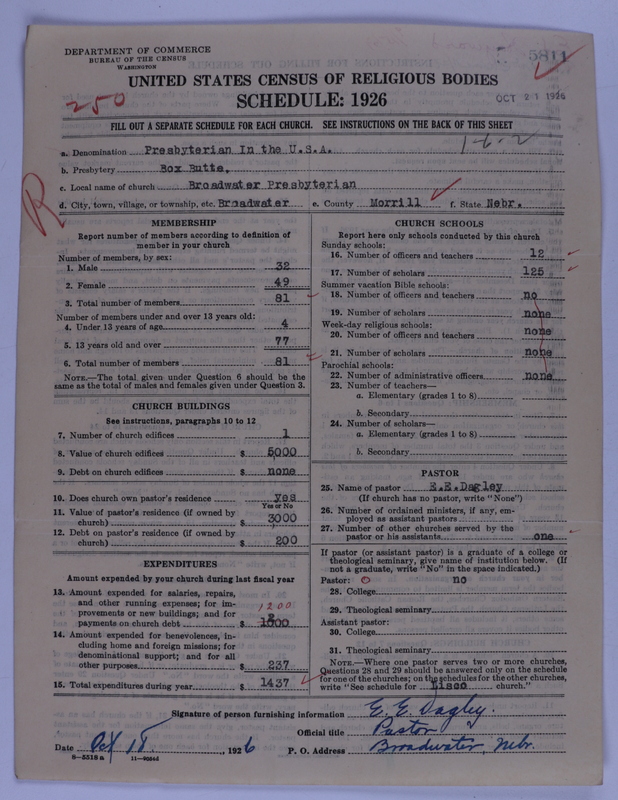 DEPARTMENT OF COMMERCE
BUREAU OF THE CENSUS
WASHINGTON
5811
UNITED STATES CENSUS OF RELIGIOUS BODIES
SCHEDULE: 1926
250
OCT 21 1926
FILL OUT A SEPARATE SCHEDULE FOR EACH CHURCH. SEE INSTRUCTIONS ON THE BACK OF THIS SHEET
1-6-2
a. Denomination Presbyterian In the U.S.A.
b. Presbytery Box Butte.
c. Local name of church Broadwater Presbyterian
d. City, town, village, or township, etc. Broadwater e. County Morrill f. State Nebr.
R
MEMBERSHIP
Report number of members according to definition of
member in your church
Number of members, by sex:
1. Male 32
2. Female 49
3. Total number of members 81
Number of members under and over 13 years old:
4. Under 13 years of age 4
5. 13 years old and over 77
6. Total number of members 81
NOTE.—The total given under Question 6 should be the
same as the total of males and females given under Question 3.
CHURCH BUILDINGS
See instructions, paragraphs 10 to 12
7. Number of church edifices 1
8. Value of church edifices $ 5000
9. Debt on church edifices $ none
10. Does church own pastor's residence yes
Yes or No
11. Value of pastor's residence (if owned by
church) $ 3000
12. Debt on pastor's residence (if owned by
church) $ 200
EXPENDITURES
Amount expended by your church during last fiscal year
13. Amount expended for salaries, repairs,
and other running expenses; for im-
provements or new buildings; and for 1200
payments on church debt $
14. Amount expended for benevolences, in-
cluding home and foreign missions; for
denominational support; and for all
other purposes $ 237
15. Total expenditures during year $ 1437
CHURCH SCHOOLS
Report here only schools conducted by this church
Sunday schools:
16. Number of officers and teachers 12
17. Number of scholars 125
Summer vacation Bible schools:
18. Number of officers and teachers no
19. Number of scholars none
Week-day religious schools:
20. Number of officers and teachers none
21. Number of scholars none
Parochial schools:
22. Number of administrative officers none
23. Number of teachers—
a. Elementary (grades 1 to 8)
b. Secondary
24. Number of scholars—
a. Elementary (grades 1 to 8)
b. Secondary
PASTOR
25. Name of pastor E.E.Dagley
(If church has no pastor, write "None")
26. Number of ordained ministers, if any, em-
ployed as assistant pastors
27. Number of other churches served by the
pastor or his assistants one
If pastor (or assistant pastor) is a graduate of a college or
theological seminary, give name of institution below. (If
not a graduate, write "No" in the space indicated.)
Pastor: 0 no
28. College
29. Theological seminary
Assistant pastor:
30. College
31. Theological seminary
NOTE.—Where one pastor serves two or more churches,
Questions 28 and 29 should be answered only on the schedule
for one of the churches; on the schedules for the other churches,
write "See schedule for Lisco church."
Signature of person furnishing information E. E. Dagley.
Official title Pastor
Date Oct 18, 1926 P. O. Address Broadwater, Nebr.
8—5518 a